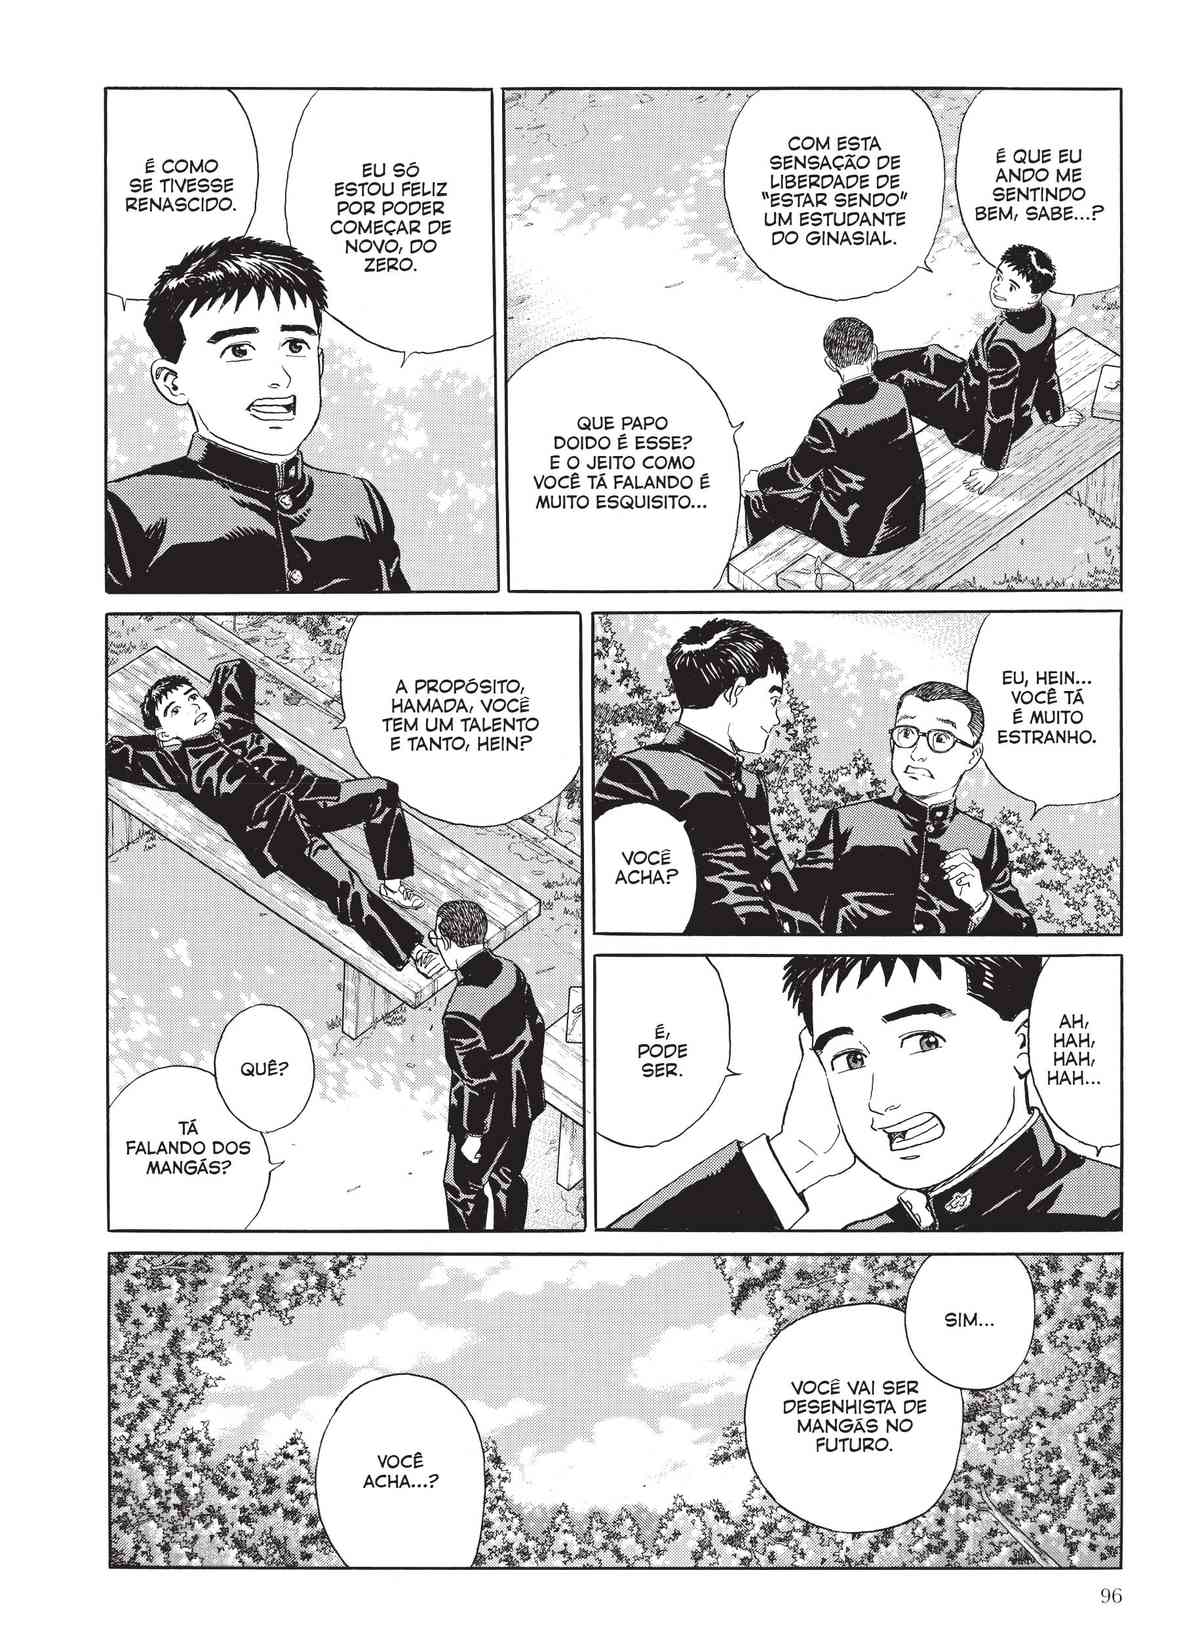 É QUE EU
ANDO ME
SENTINDO
BEM, SABE...?
COM ESTA
SENSAÇÃO DE
LIBERDADE DE
“ESTAR SENDO”
UM ESTUDANTE
DO GINASIAL.
QUE PAPO
DOIDO É ESSE?
E O JEITO COMO
VOCÊ TÁ FALANDO É
MUITO ESQUISITO...
EU SÓ
ESTOU FELIZ
POR PODER
COMEÇAR DE
NOVO, DO
ZERO.
É COMO
SE TIVESSE
RENASCIDO.
EU, HEIN...
VOCÊ TÁ
É MUITO
ESTRANHO.
VOCÊ
ACHA?
AH,
HAH,
HAH,
HAH...
É,
PODE
SER.
A PROPÓSITO,
HAMADA, VOCÊ
TEM UM TALENTO
E TANTO, HEIN?
QUÊ?
TÁ
FALANDO DOS
MANGÁS?
SIM...
VOCÊ VAI SER
DESENHISTA DE
MANGÁS NO
FUTURO.
VOCÊ
ACHA...?
96